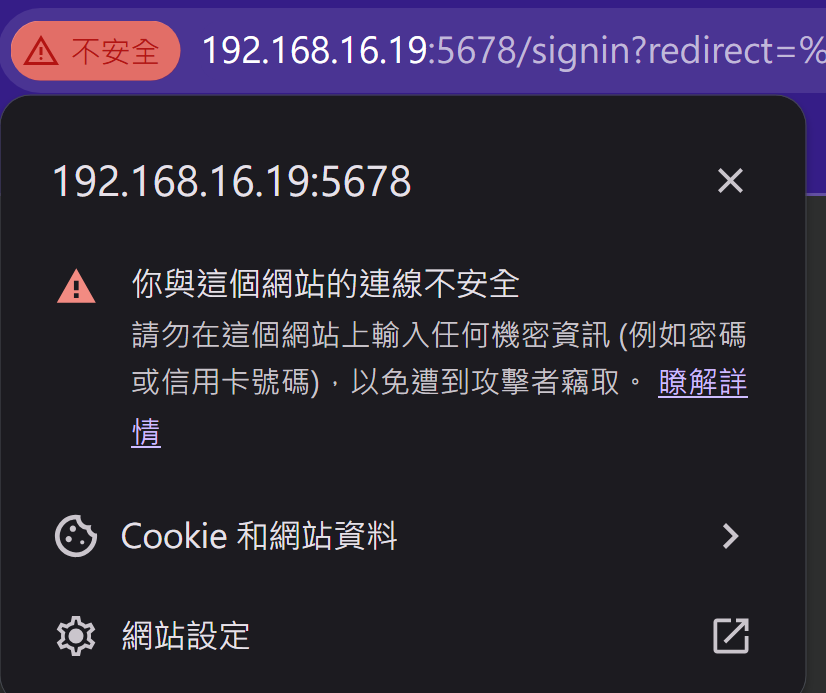 不安全 192.168.16.19:5678/signin?redirect=%
192.168.16.19:5678
你與這個網站的連線不安全
請勿在這個網站上輸入任何機密資訊 (例如密碼
或信用卡號碼)，以免遭到攻擊者竊取。瞭解詳
情
Cookie 和網站資料
網站設定